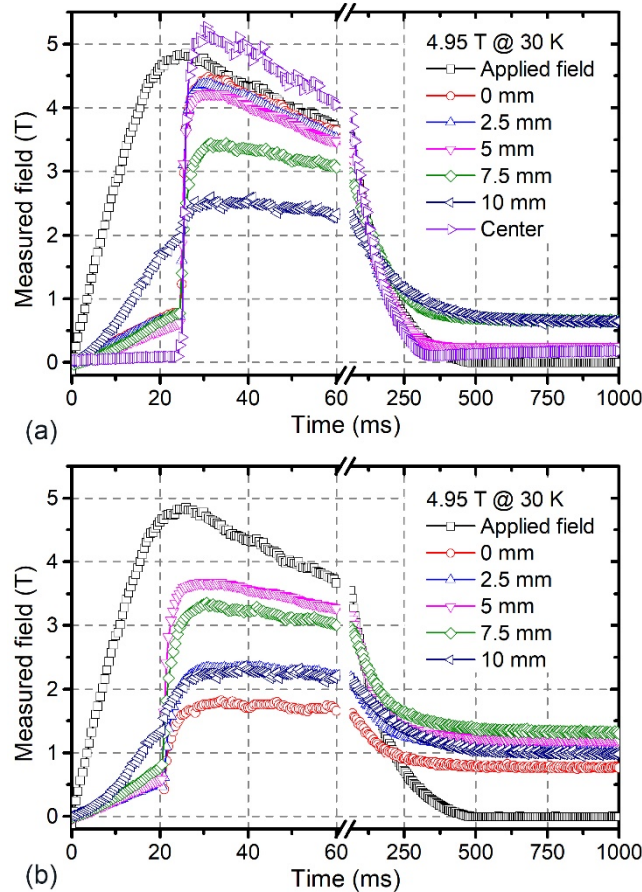 4.95 T @ 30 K
Applied field
0 mm
2.5 mm
5 mm
7.5 mm
10 mm
Center
5
4
3
2
1
0
Measured field (T)
0 20 40 60 250 500 750 1000
Time (ms)
(a)
4.95 T @ 30 K
Applied field
0 mm
2.5 mm
5 mm
7.5 mm
10 mm
5
4
3
2
1
0
Measured field (T)
0 20 40 60 250 500 750 1000
Time (ms)
(b)